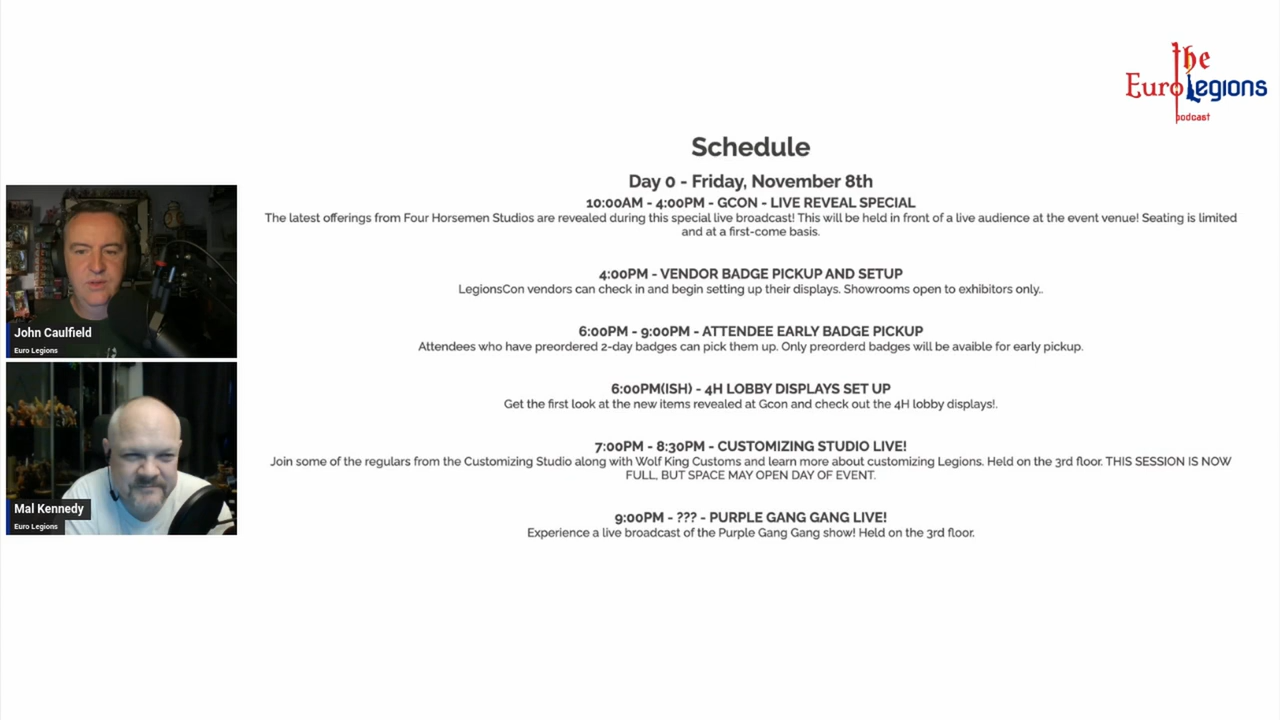 the
Euro Legions
podcast
Schedule
Day 0 - Friday, November 8th
10:00AM - 4:00PM - GCON - LIVE REVEAL SPECIAL
The latest offerings from Four Horsemen Studios are revealed during this special live broadcast! This will be held in front of a live audience at the event venue! Seating is limited
and at a first-come basis.
4:00PM - VENDOR BADGE PICKUP AND SETUP
LegionsCon vendors can check in and begin setting up their displays. Showrooms open to exhibitors only..
6:00PM - 9:00PM - ATTENDEE EARLY BADGE PICKUP
Attendees who have preordered 2-day badges can pick them up. Only preorderd badges will be avaible for early pickup.
6:00PM(ISH) - 4H LOBBY DISPLAYS SET UP
Get the first look at the new items revealed at Gcon and check out the 4H lobby displays!.
7:00PM - 8:30PM - CUSTOMIZING STUDIO LIVE!
Join some of the regulars from the Customizing Studio along with Wolf King Customs and learn more about customizing Legions. Held on the 3rd floor. THIS SESSION IS NOW
FULL, BUT SPACE MAY OPEN DAY OF EVENT.
9:00PM - ??? - PURPLE GANG GANG LIVE!
Experience a live broadcast of the Purple Gang Gang show! Held on the 3rd floor.
John Caulfield
Euro Legions
Mal Kennedy
Euro Legions